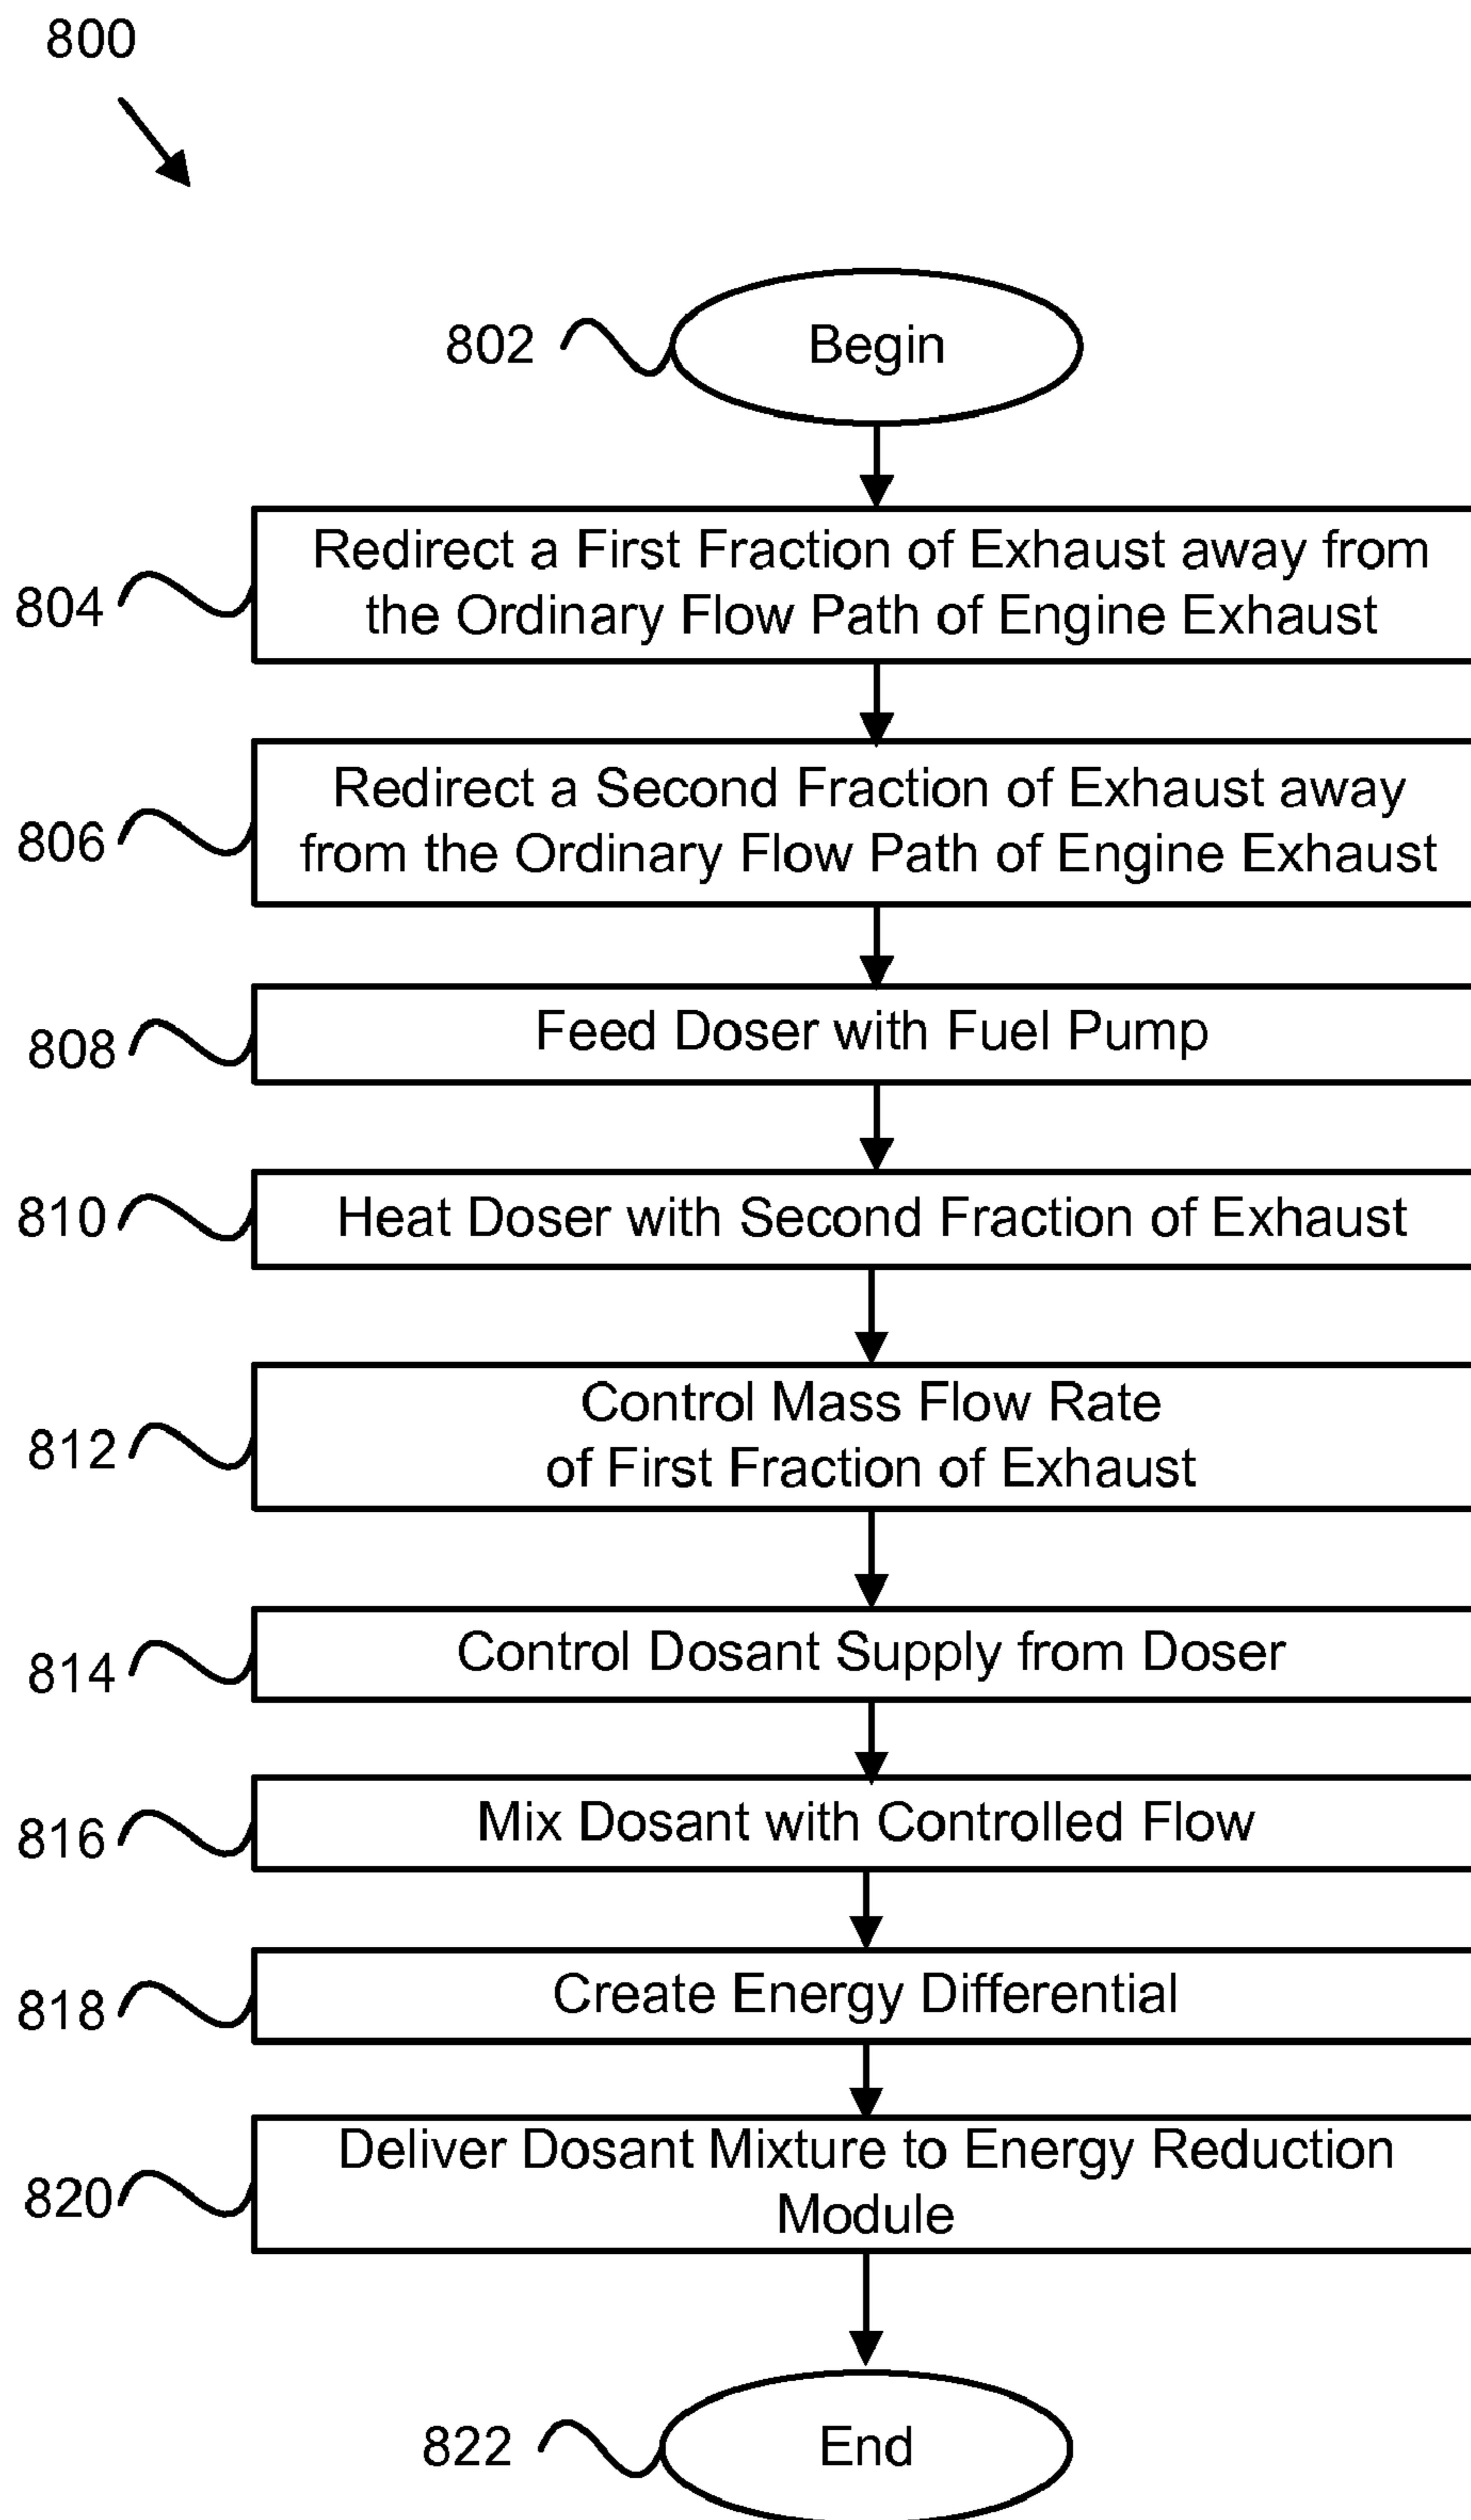 800
802
Begin
804
Redirect a First Fraction of Exhaust away from
the Ordinary Flow Path of Engine Exhaust
806
Redirect a Second Fraction of Exhaust away
from the Ordinary Flow Path of Engine Exhaust
808
Feed Doser with Fuel Pump
810
Heat Doser with Second Fraction of Exhaust
812
Control Mass Flow Rate
of First Fraction of Exhaust
814
Control Dosant Supply from Doser
816
Mix Dosant with Controlled Flow
818
Create Energy Differential
820
Deliver Dosant Mixture to Energy Reduction
Module
822
End